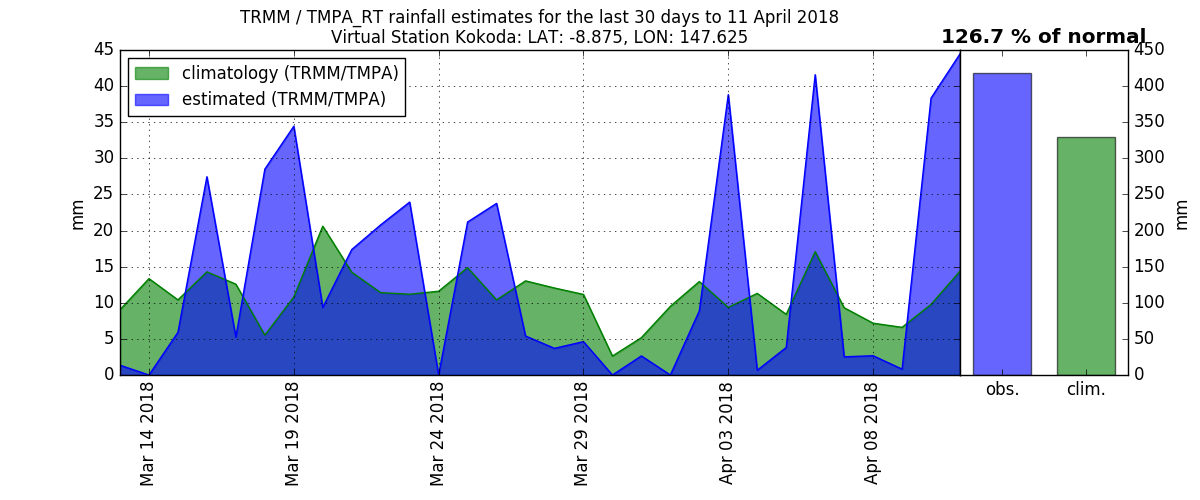 TRMM / TMPA_RT rainfall estimates for the last 30 days to 11 April 2018
Virtual Station Kokoda: LAT: -8.875, LON: 147.625
126.7 % of normal
climatology (TRMM/TMPA)
estimated (TRMM/TMPA)
45
40
35
30
25
20
15
10
5
0
mm
Mar 14 2018
Mar 19 2018
Mar 24 2018
Mar 29 2018
Apr 03 2018
Apr 08 2018
obs.
clim.
450
400
350
300
250
200
150
100
50
0
mm